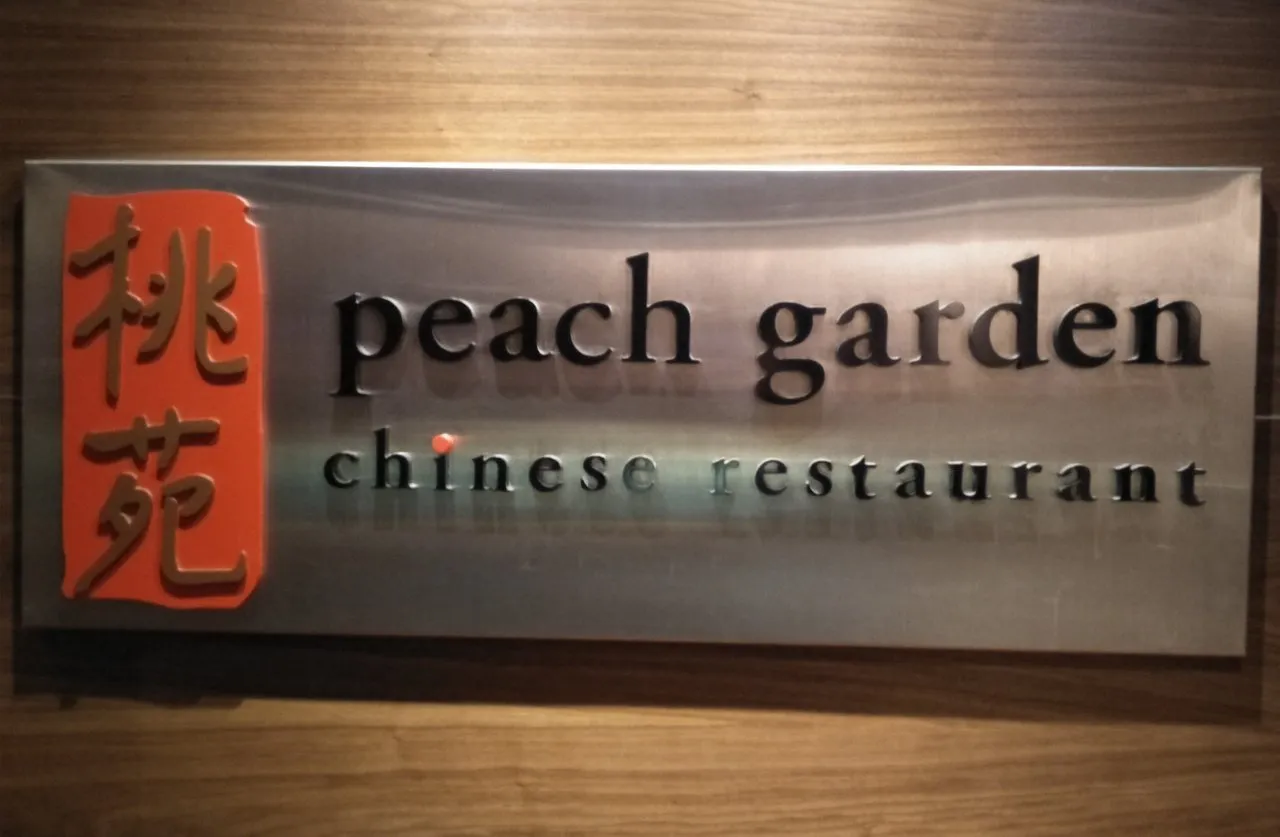 桃苑
peach garden
chinese restaurant